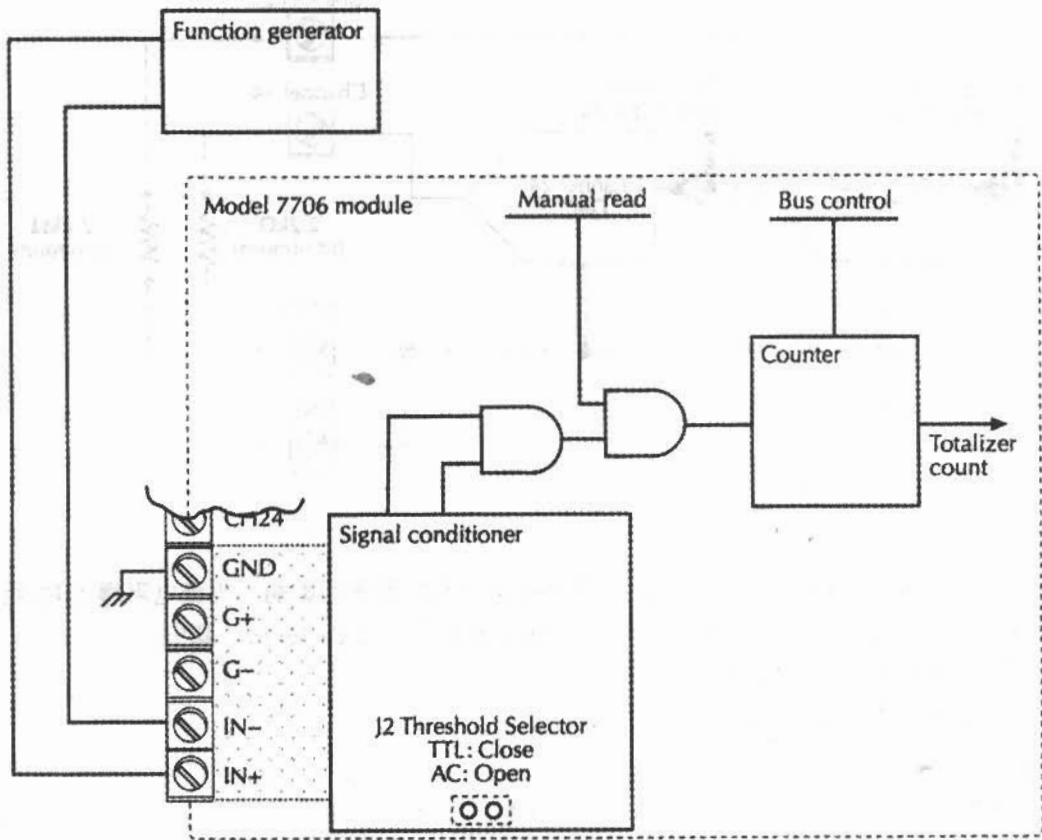 Function generator
Model 7706 module
Manual read
Bus control
Counter
Totalizer
count
CH24
Signal conditioner
GND
G+
G−
IN−
IN+
J2 Threshold Selector
TTL: Close
AC: Open